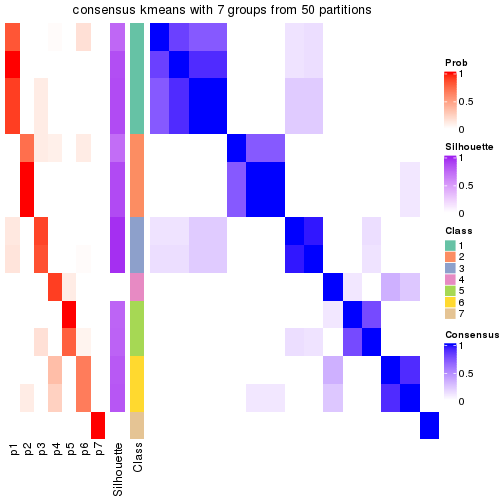 consensus kmeans with 7 groups from 50 partitions
Prob
1
0.5
0
Silhouette
1
0.5
0
Class
1
2
3
4
5
6
7
Consensus
1
0.5
0
p1
p2
p3
p4
p5
p6
p7
Silhouette
Class